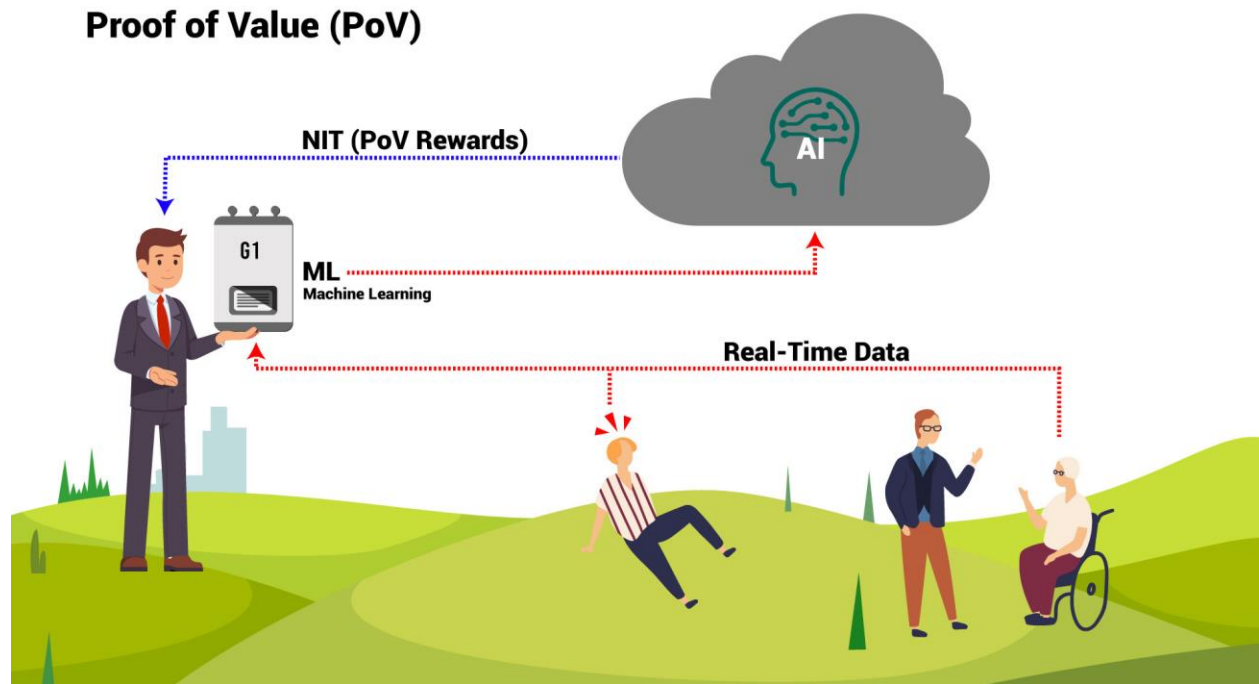 Proof of Value (PoV)
NIT (PoV Rewards)
AI
G1
ML
Machine Learning
Real-Time Data